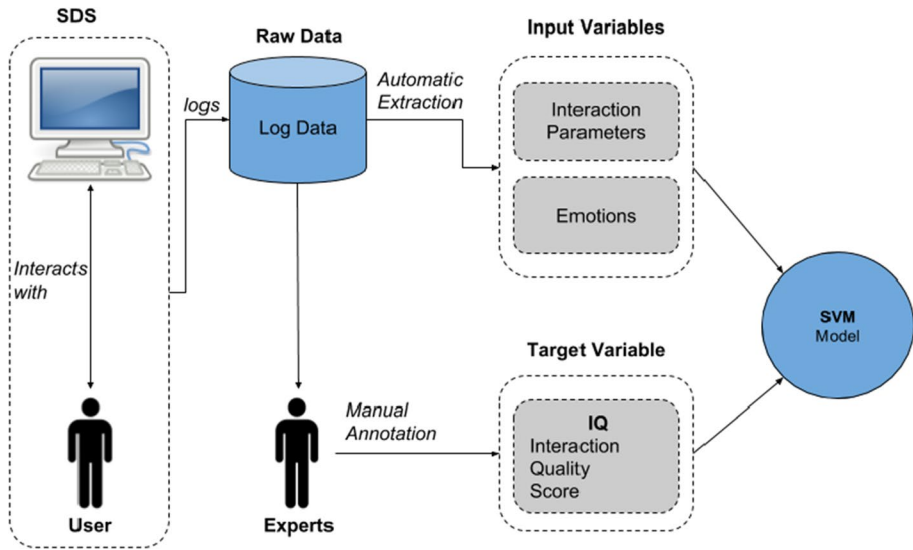 SDS
Interacts
with
User
logs
Raw Data
Log Data
Experts
Automatic
Extraction
Manual
Annotation
Input Variables
Interaction
Parameters
Emotions
Target Variable
IQ
Interaction
Quality
Score
SVM
Model